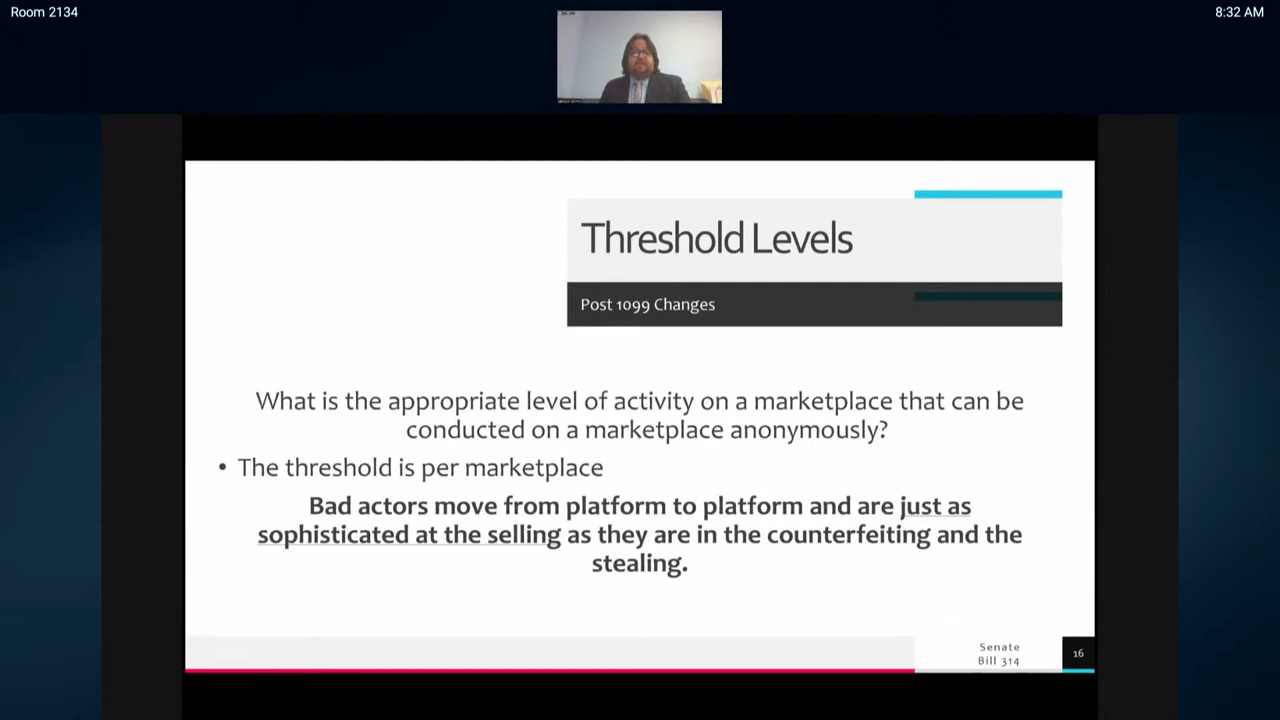 Room 2134
8:32 AM
Threshold Levels
Post 1099 Changes
What is the appropriate level of activity on a marketplace that can be
conducted on a marketplace anonymously?
• The threshold is per marketplace
Bad actors move from platform to platform and are just as
sophisticated at the selling as they are in the counterfeiting and the
stealing.
Senate
Bill 314
16